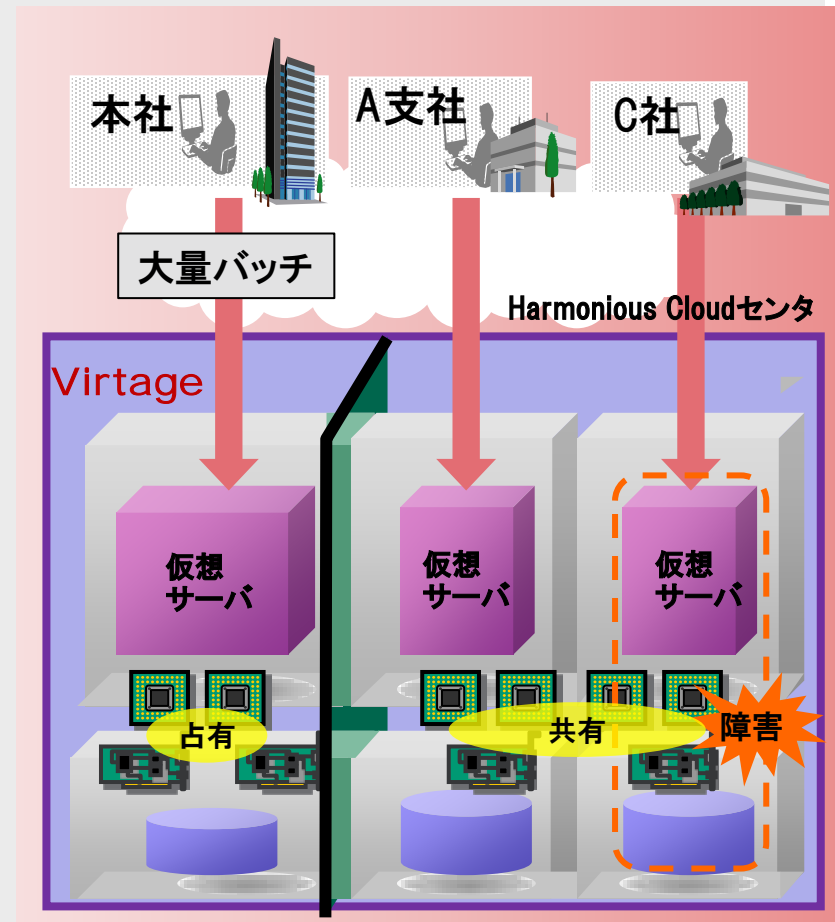 本社
A支社
C社
大量バッチ
Harmonious Cloudセンタ
Virtage
仮想
サーバ
仮想
サーバ
仮想
サーバ
占有
共有
障害